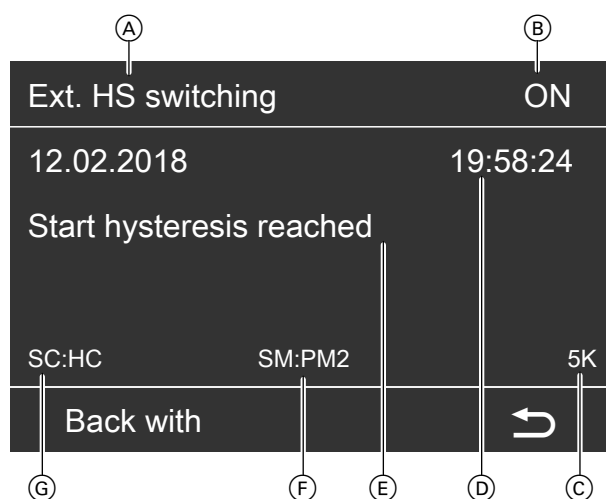 Ⓐ Ⓑ
Ext. HS switching ON
12.02.2018 19:58:24
Start hysteresis reached
SC:HC SM:PM2 5K
Back with
Ⓖ Ⓕ Ⓔ Ⓓ Ⓒ